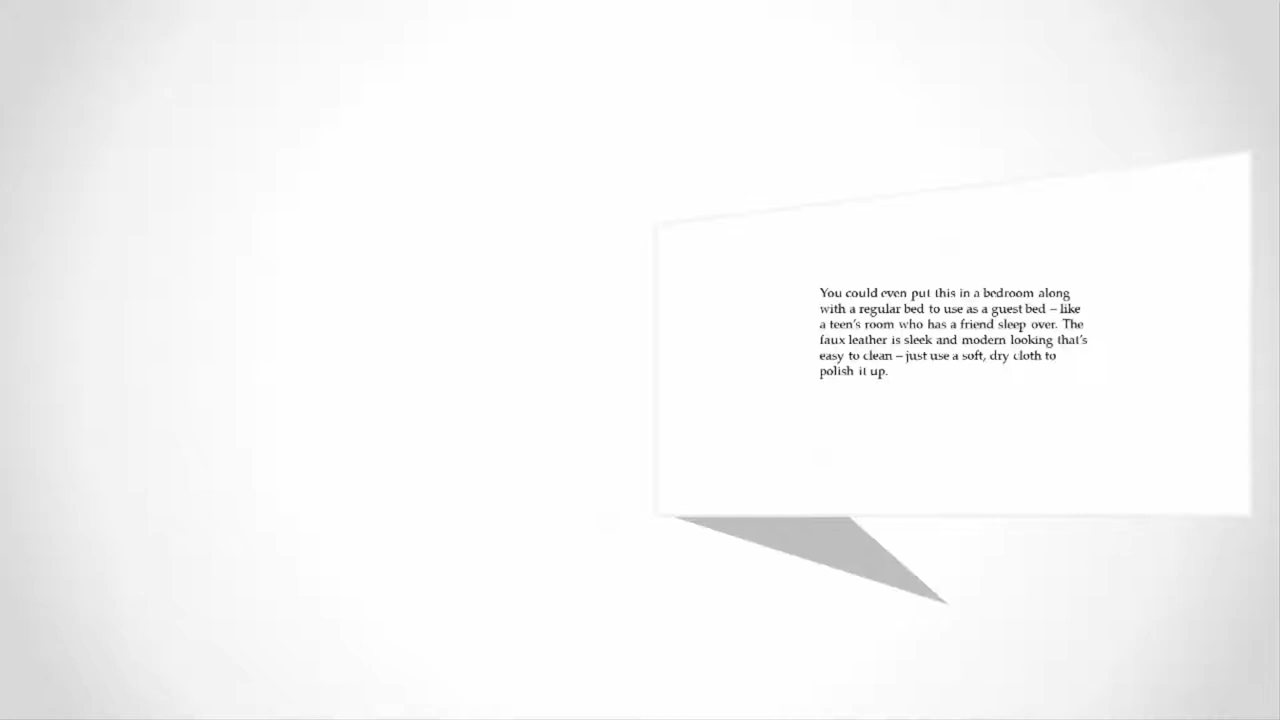 You could even put this in a bedroom along
with a regular bed to use as a guest bed – like
a teen's room who has a friend sleep over. The
faux leather is sleek and modern looking that's
easy to clean – just use a soft, dry cloth to
polish it up.